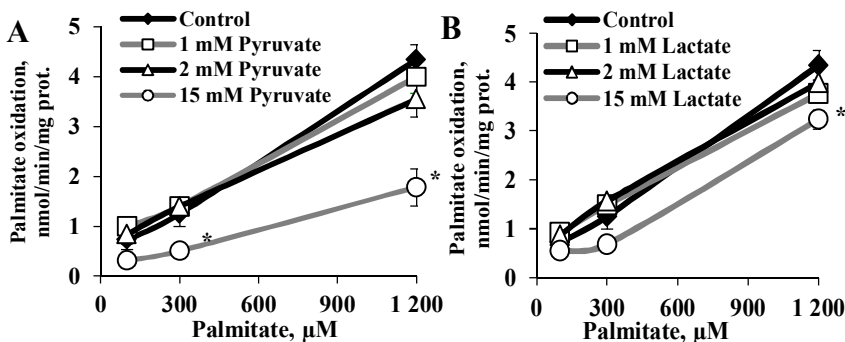 A
Control
1 mM Pyruvate
2 mM Pyruvate
15 mM Pyruvate
Palmitate oxidation,
nmol/min/mg prot.
5
4
3
2
1
0
*
*
0 300 600 900 1 200
Palmitate, µM
B
Control
1 mM Lactate
2 mM Lactate
15 mM Lactate
Palmitate oxidation,
nmol/min/mg prot.
5
4
3
2
1
0
*
0 300 600 900 1 200
Palmitate, µM